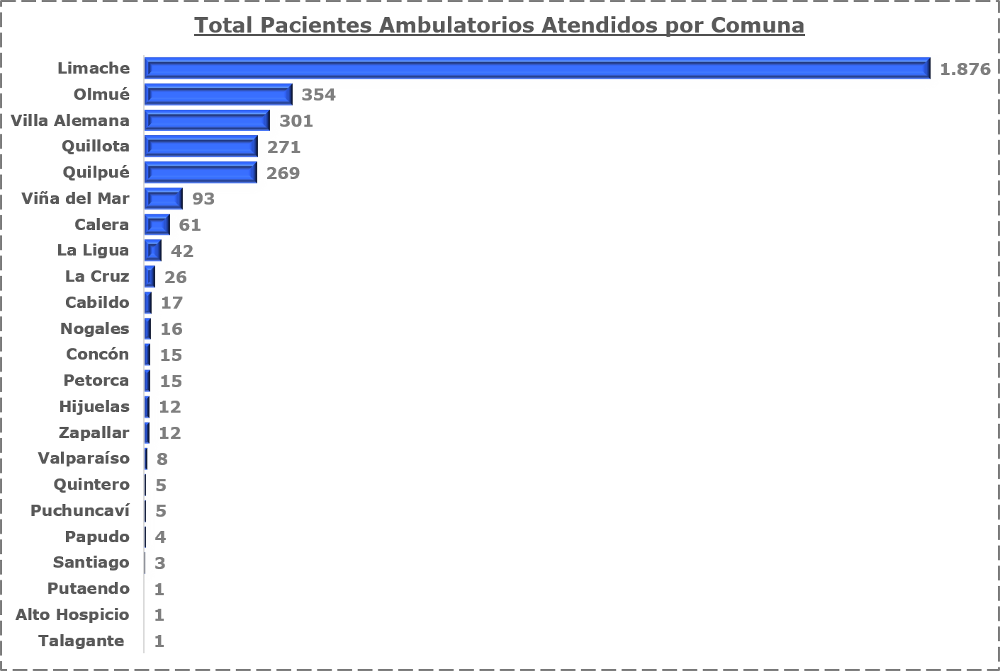 Total Pacientes Ambulatorios Atendidos por Comuna
Limache 1.876
Olmué 354
Villa Alemana 301
Quillota 271
Quilpué 269
Viña del Mar 93
Calera 61
La Ligua 42
La Cruz 26
Cabildo 17
Nogales 16
Concón 15
Petorca 15
Hijuelas 12
Zapallar 12
Valparaíso 8
Quintero 5
Puchuncaví 5
Papudo 4
Santiago 3
Putaendo 1
Alto Hospicio 1
Talagante 1